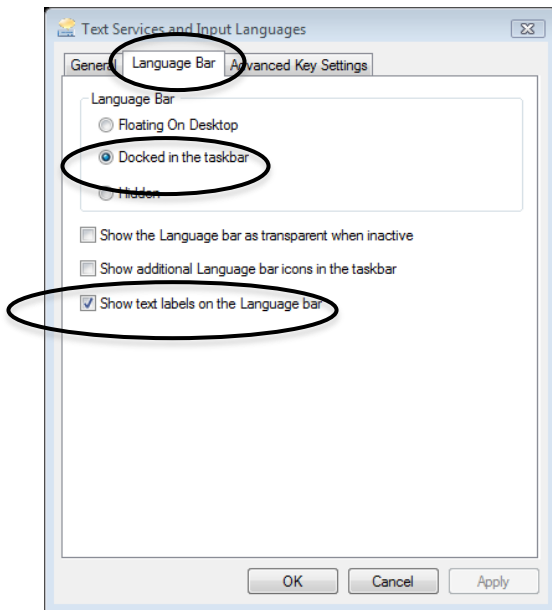 Text Services and Input Languages
General Language Bar Advanced Key Settings
Language Bar
Floating On Desktop
Docked in the taskbar
Hidden
Show the Language bar as transparent when inactive
Show additional Language bar icons in the taskbar
Show text labels on the Language bar
OK Cancel Apply